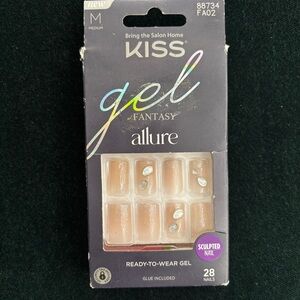 new
M
MEDIUM
88734
FA02
Bring the Salon Home
KISS
gel
FANTASY
allure
SCULPTED
NAIL
READY-TO-WEAR GEL
GLUE INCLUDED
28
NAILS